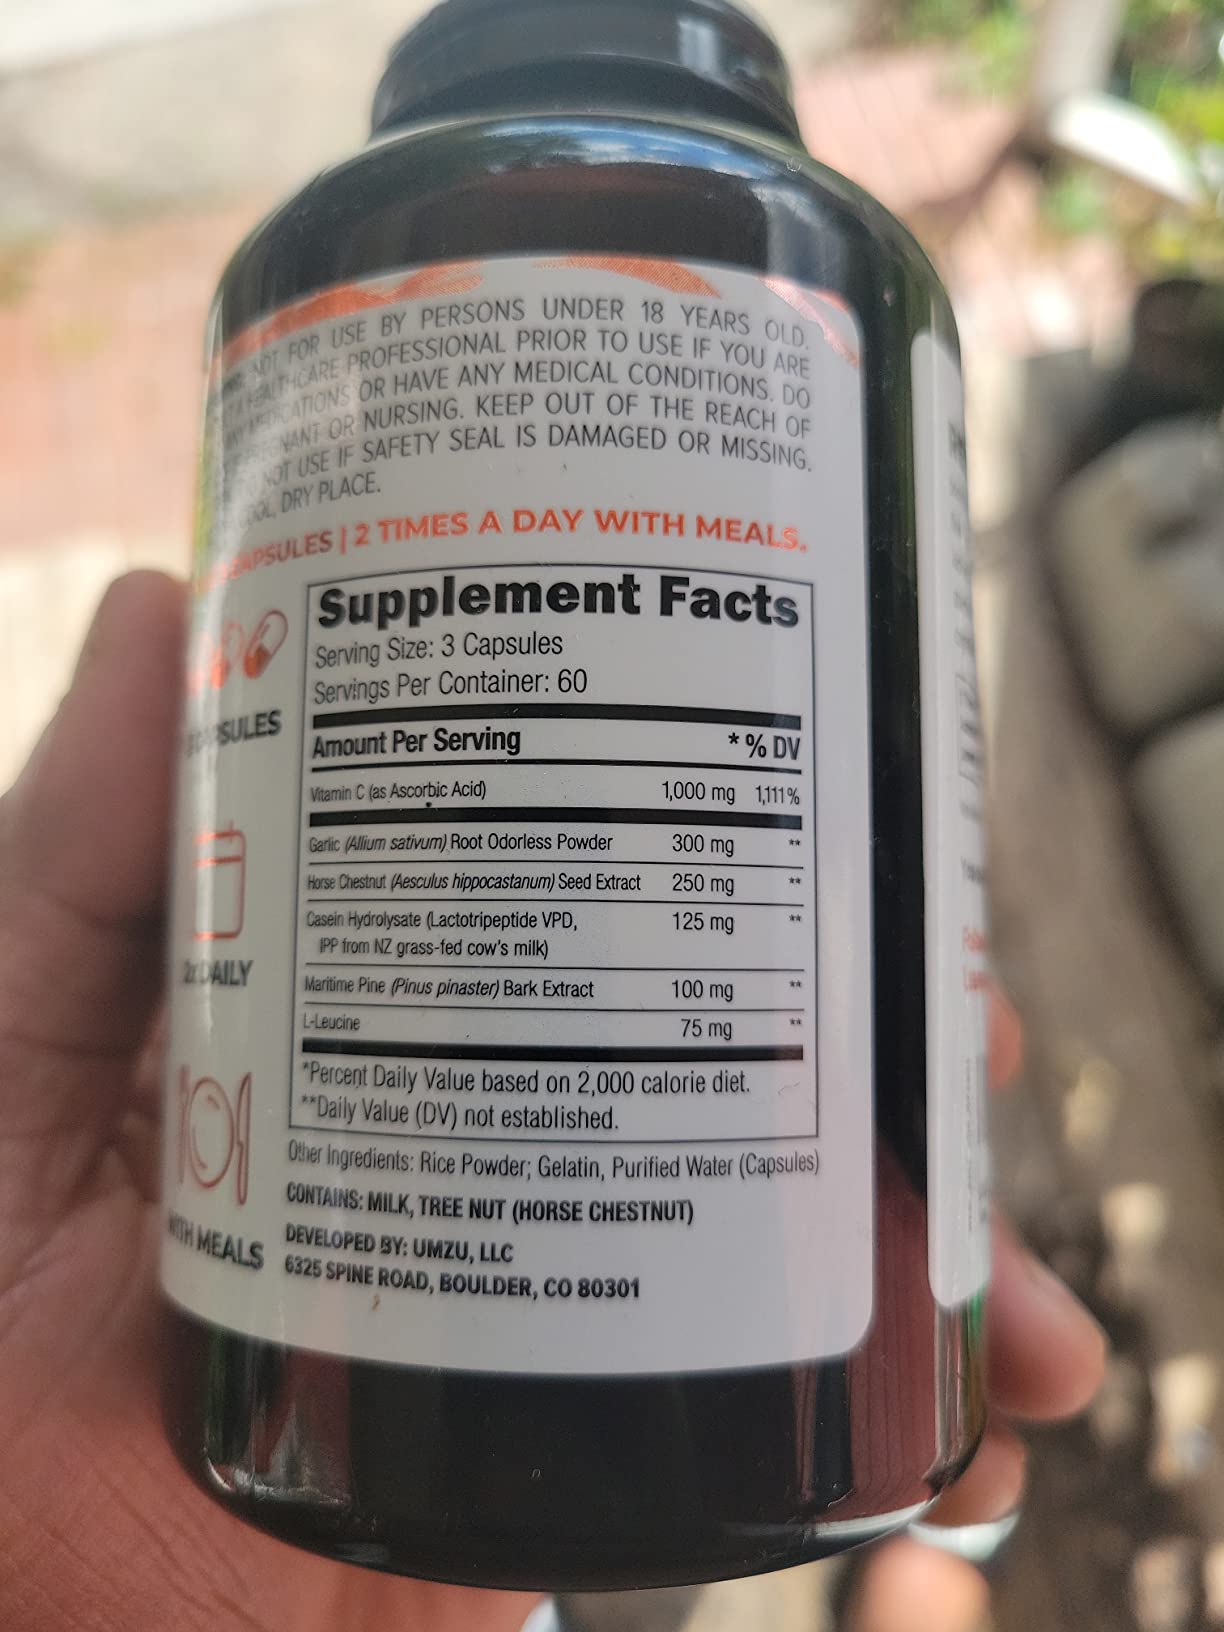 NOT FOR USE BY PERSONS UNDER 18 YEARS OLD.
A HEALTHCARE PROFESSIONAL PRIOR TO USE IF YOU ARE
ANY MEDICATIONS OR HAVE ANY MEDICAL CONDITIONS. DO
PREGNANT OR NURSING. KEEP OUT OF THE REACH OF
NOT USE IF SAFETY SEAL IS DAMAGED OR MISSING.
COOL, DRY PLACE.
CAPSULES | 2 TIMES A DAY WITH MEALS.
CAPSULES
2x DAILY
WITH MEALS
Supplement Facts
Serving Size: 3 Capsules
Servings Per Container: 60
Amount Per Serving * % DV
Vitamin C (as Ascorbic Acid) 1,000 mg 1,111%
Garlic (Allium sativum) Root Odorless Powder 300 mg **
Horse Chestnut (Aesculus hippocastanum) Seed Extract 250 mg **
Casein Hydrolysate (Lactotripeptide VPD, 125 mg **
IPP from NZ grass-fed cow's milk)
Maritime Pine (Pinus pinaster) Bark Extract 100 mg **
L-Leucine 75 mg **
*Percent Daily Value based on 2,000 calorie diet.
**Daily Value (DV) not established.
Other Ingredients: Rice Powder; Gelatin, Purified Water (Capsules)
CONTAINS: MILK, TREE NUT (HORSE CHESTNUT)
DEVELOPED BY: UMZU, LLC
6325 SPINE ROAD, BOULDER, CO 80301